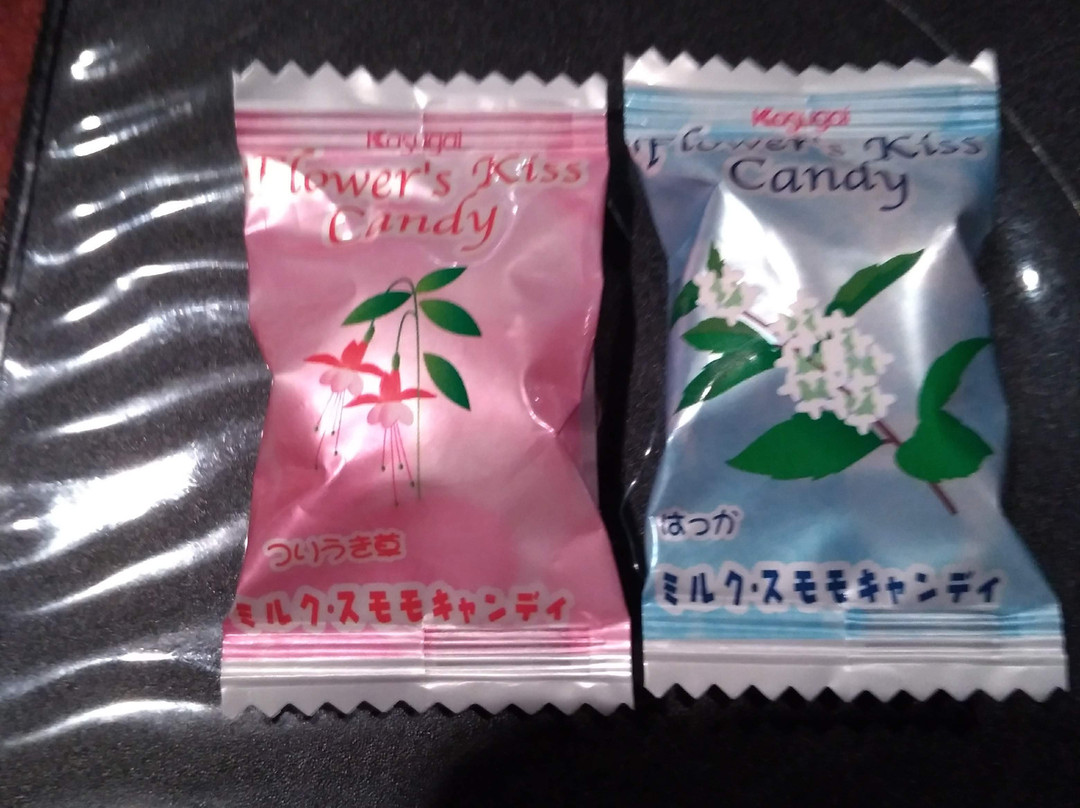 Kasugai
Flower's Kiss
Candy
ついうき草
ミルク・スモモキャンディ
Kasugai
Flower's Kiss
Candy
はっか
ミルク・スモモキャンディ